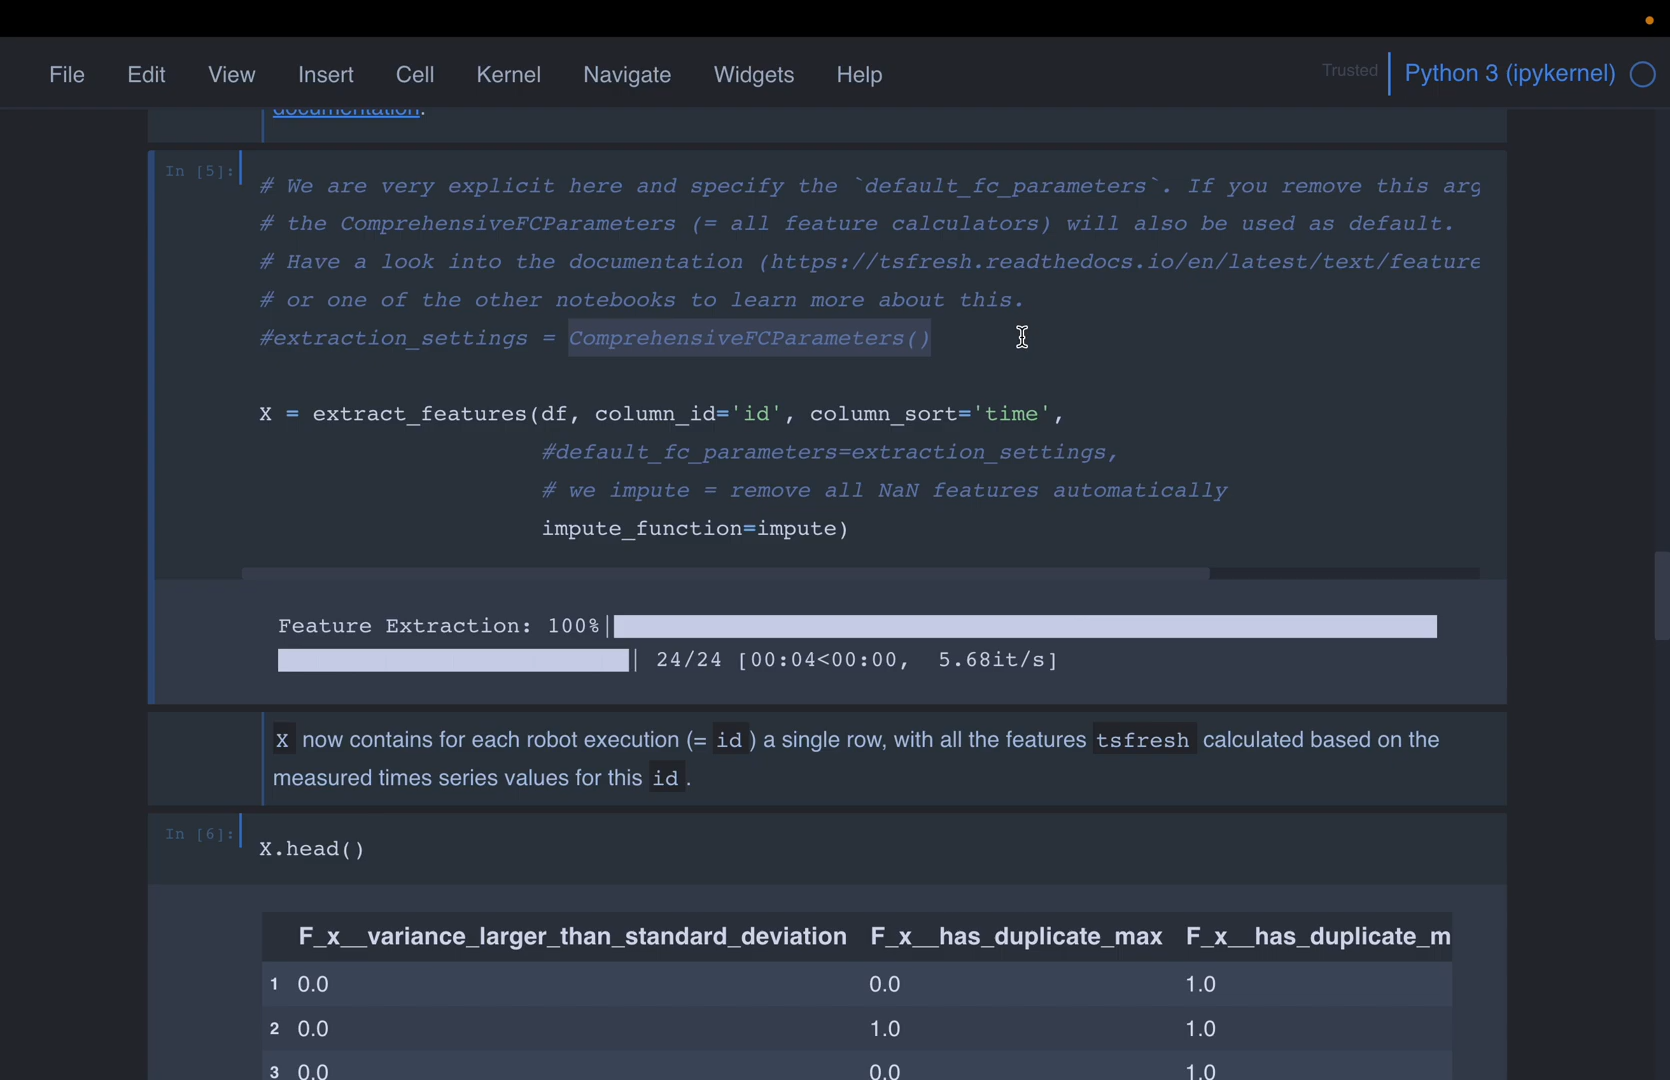 File Edit View Insert Cell Kernel Navigate Widgets Help Trusted Python 3 (ipykernel)
documentation.
In [5]:
# We are very explicit here and specify the `default_fc_parameters`. If you remove this arg
# the ComprehensiveFCParameters (= all feature calculators) will also be used as default.
# Have a look into the documentation (https://tsfresh.readthedocs.io/en/latest/text/feature
# or one of the other notebooks to learn more about this.
#extraction_settings = ComprehensiveFCParameters()
X = extract_features(df, column_id='id', column_sort='time',
#default_fc_parameters=extraction_settings,
# we impute = remove all NaN features automatically
impute_function=impute)
Feature Extraction: 100%|
| 24/24 [00:04<00:00, 5.68it/s]
X now contains for each robot execution (= id ) a single row, with all the features tsfresh calculated based on the
measured times series values for this id .
In [6]:
X.head()
F_x__variance_larger_than_standard_deviation F_x__has_duplicate_max F_x__has_duplicate_m
1 0.0 0.0 1.0
2 0.0 1.0 1.0
3 0.0 0.0 1.0